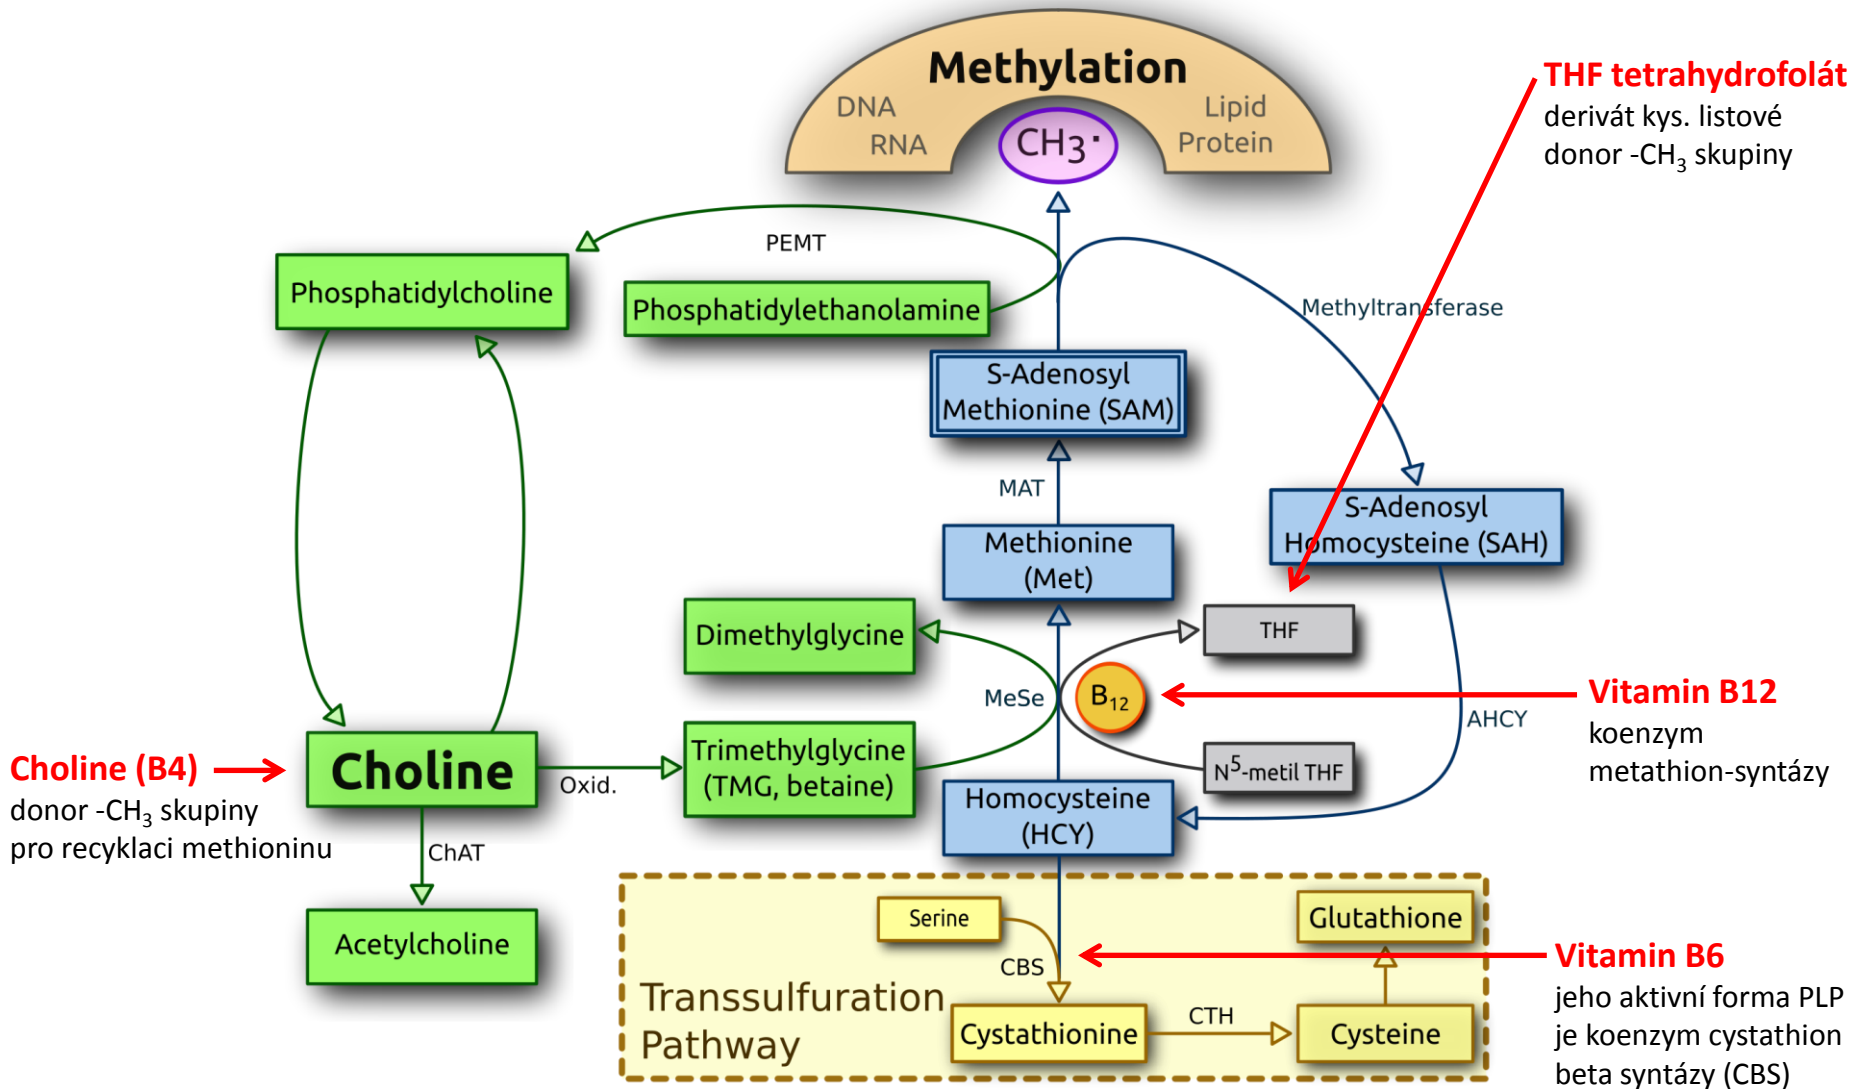 Methylation
DNA
RNA
CH3·
Lipid
Protein
THF tetrahydrofolát
derivát kys. listové
donor -CH3 skupiny
PEMT
Phosphatidylcholine
Phosphatidylethanolamine
Methyltransferase
S-Adenosyl
Methionine (SAM)
MAT
S-Adenosyl
Homocysteine (SAH)
Methionine
(Met)
Dimethylglycine
THF
MeSe
B12
Vitamin B12
koenzym
metathion-syntázy
AHCY
Choline (B4)
donor -CH3 skupiny
pro recyklaci methioninu
Choline
Oxid.
Trimethylglycine
(TMG, betaine)
N5-metil THF
Homocysteine
(HCY)
ChAT
Acetylcholine
Serine
Glutathione
CBS
Vitamin B6
jeho aktivní forma PLP
je koenzym cystathion
beta syntázy (CBS)
Transsulfuration
Pathway
Cystathionine
CTH
Cysteine